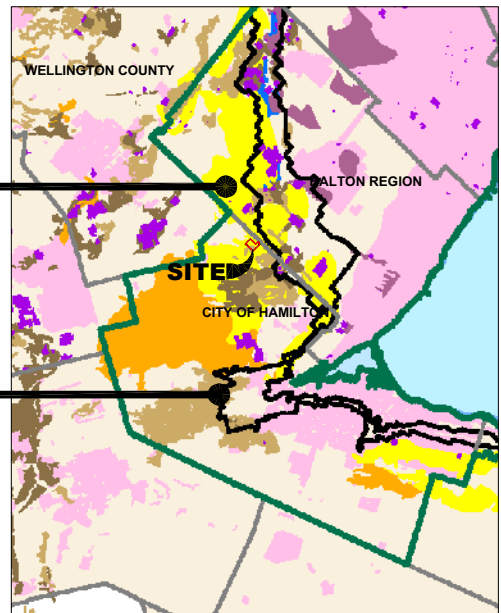 WELLINGTON COUNTY
HALTON REGION
SITE
CITY OF HAMILTON